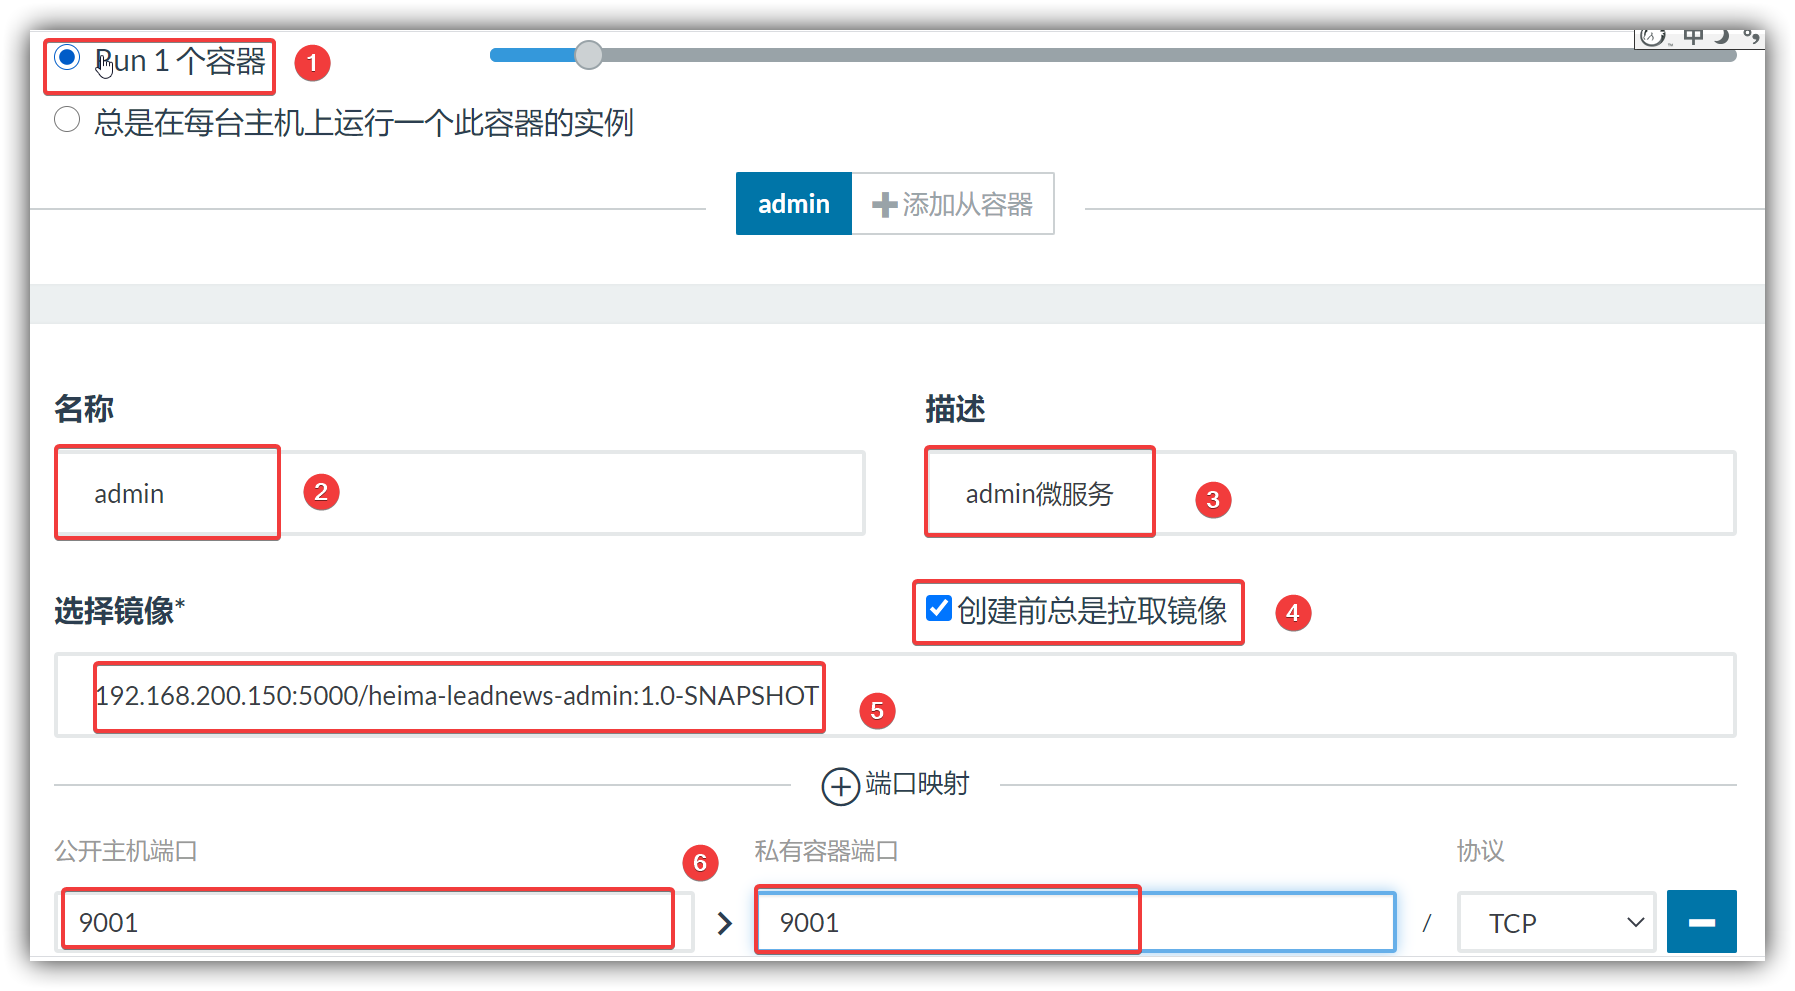 Run 1 个容器 1
中
总是在每台主机上运行一个此容器的实例
admin 添加从容器
名称 描述
admin 2 admin微服务 3
选择镜像* 创建前总是拉取镜像 4
192.168.200.150:5000/heima-leadnews-admin:1.0-SNAPSHOT 5
端口映射
公开主机端口 6 私有容器端口 协议
9001 9001 / TCP